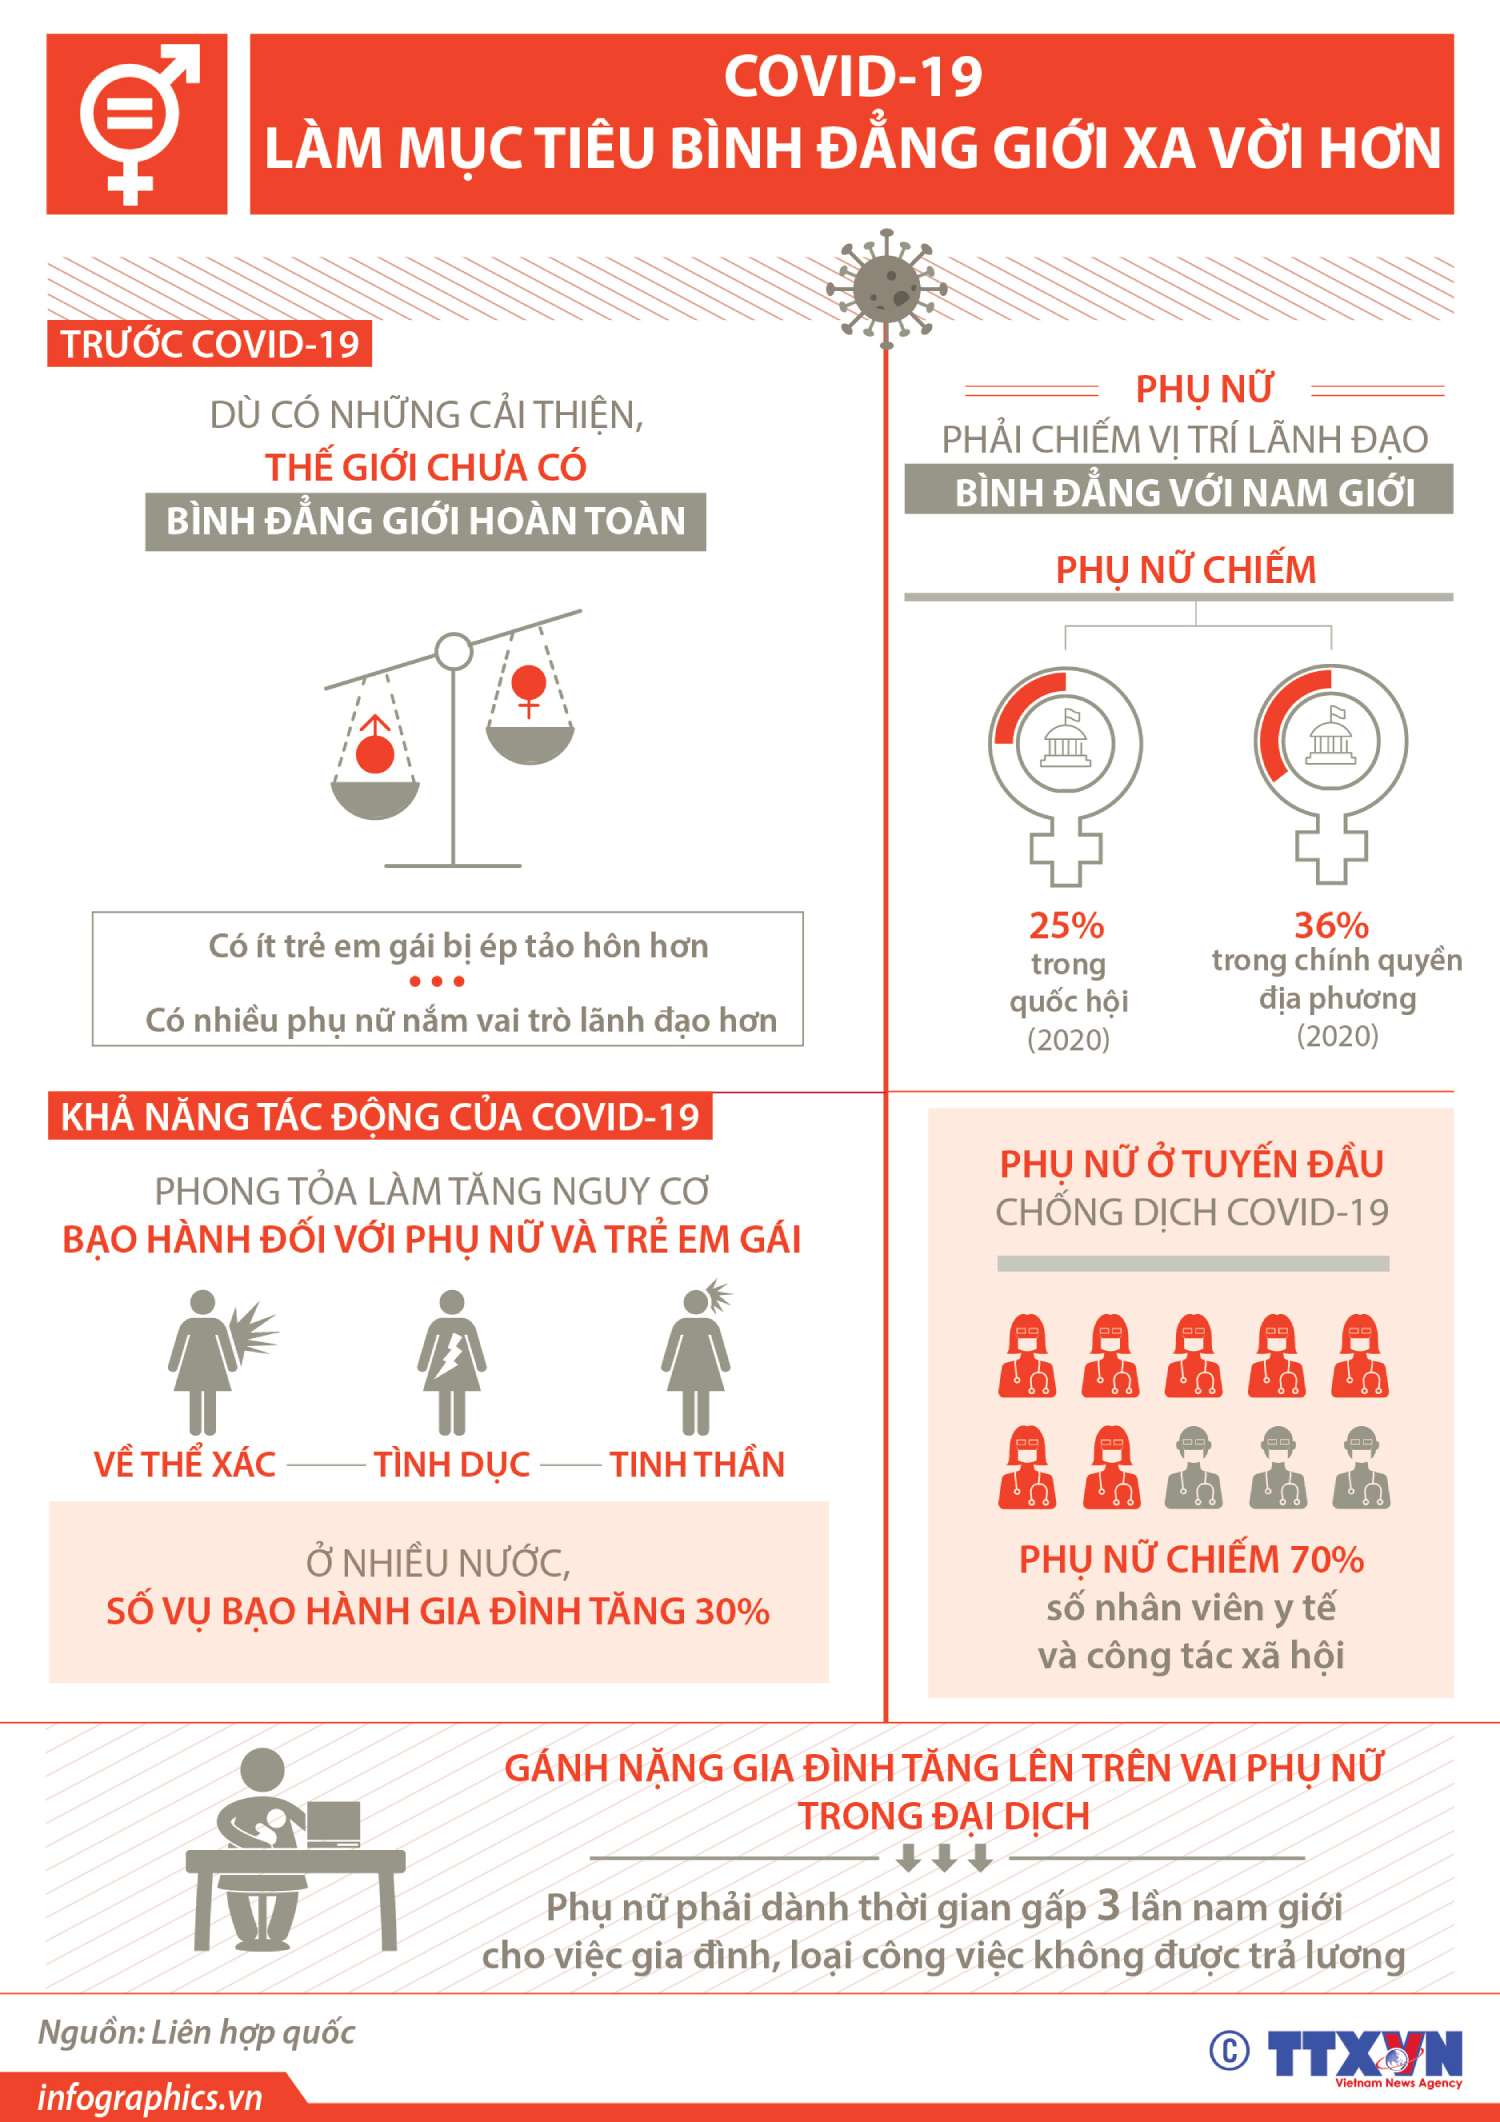 COVID-19
LÀM MỤC TIÊU BÌNH ĐẲNG GIỚI XA VỜI HƠN
TRƯỚC COVID-19
DÙ CÓ NHỮNG CẢI THIỆN,
THẾ GIỚI CHƯA CÓ
BÌNH ĐẲNG GIỚI HOÀN TOÀN
Có ít trẻ em gái bị ép tảo hôn hơn
Có nhiều phụ nữ nắm vai trò lãnh đạo hơn
PHỤ NỮ
PHẢI CHIẾM VỊ TRÍ LÃNH ĐẠO
BÌNH ĐẲNG VỚI NAM GIỚI
PHỤ NỮ CHIẾM
25%
trong
quốc hội
(2020)
36%
trong chính quyền
địa phương
(2020)
KHẢ NĂNG TÁC ĐỘNG CỦA COVID-19
PHONG TỎA LÀM TĂNG NGUY CƠ
BẠO HÀNH ĐỐI VỚI PHỤ NỮ VÀ TRẺ EM GÁI
VỀ THỂ XÁC
TÌNH DỤC
TINH THẦN
Ở NHIỀU NƯỚC,
SỐ VỤ BẠO HÀNH GIA ĐÌNH TĂNG 30%
PHỤ NỮ Ở TUYẾN ĐẦU
CHỐNG DỊCH COVID-19
PHỤ NỮ CHIẾM 70%
số nhân viên y tế
và công tác xã hội
GÁNH NẶNG GIA ĐÌNH TĂNG LÊN TRÊN VAI PHỤ NỮ
TRONG ĐẠI DỊCH
Phụ nữ phải dành thời gian gấp 3 lần nam giới
cho việc gia đình, loại công việc không được trả lương
Nguồn: Liên hợp quốc
© TTXVN
Vietnam News Agency
infographics.vn